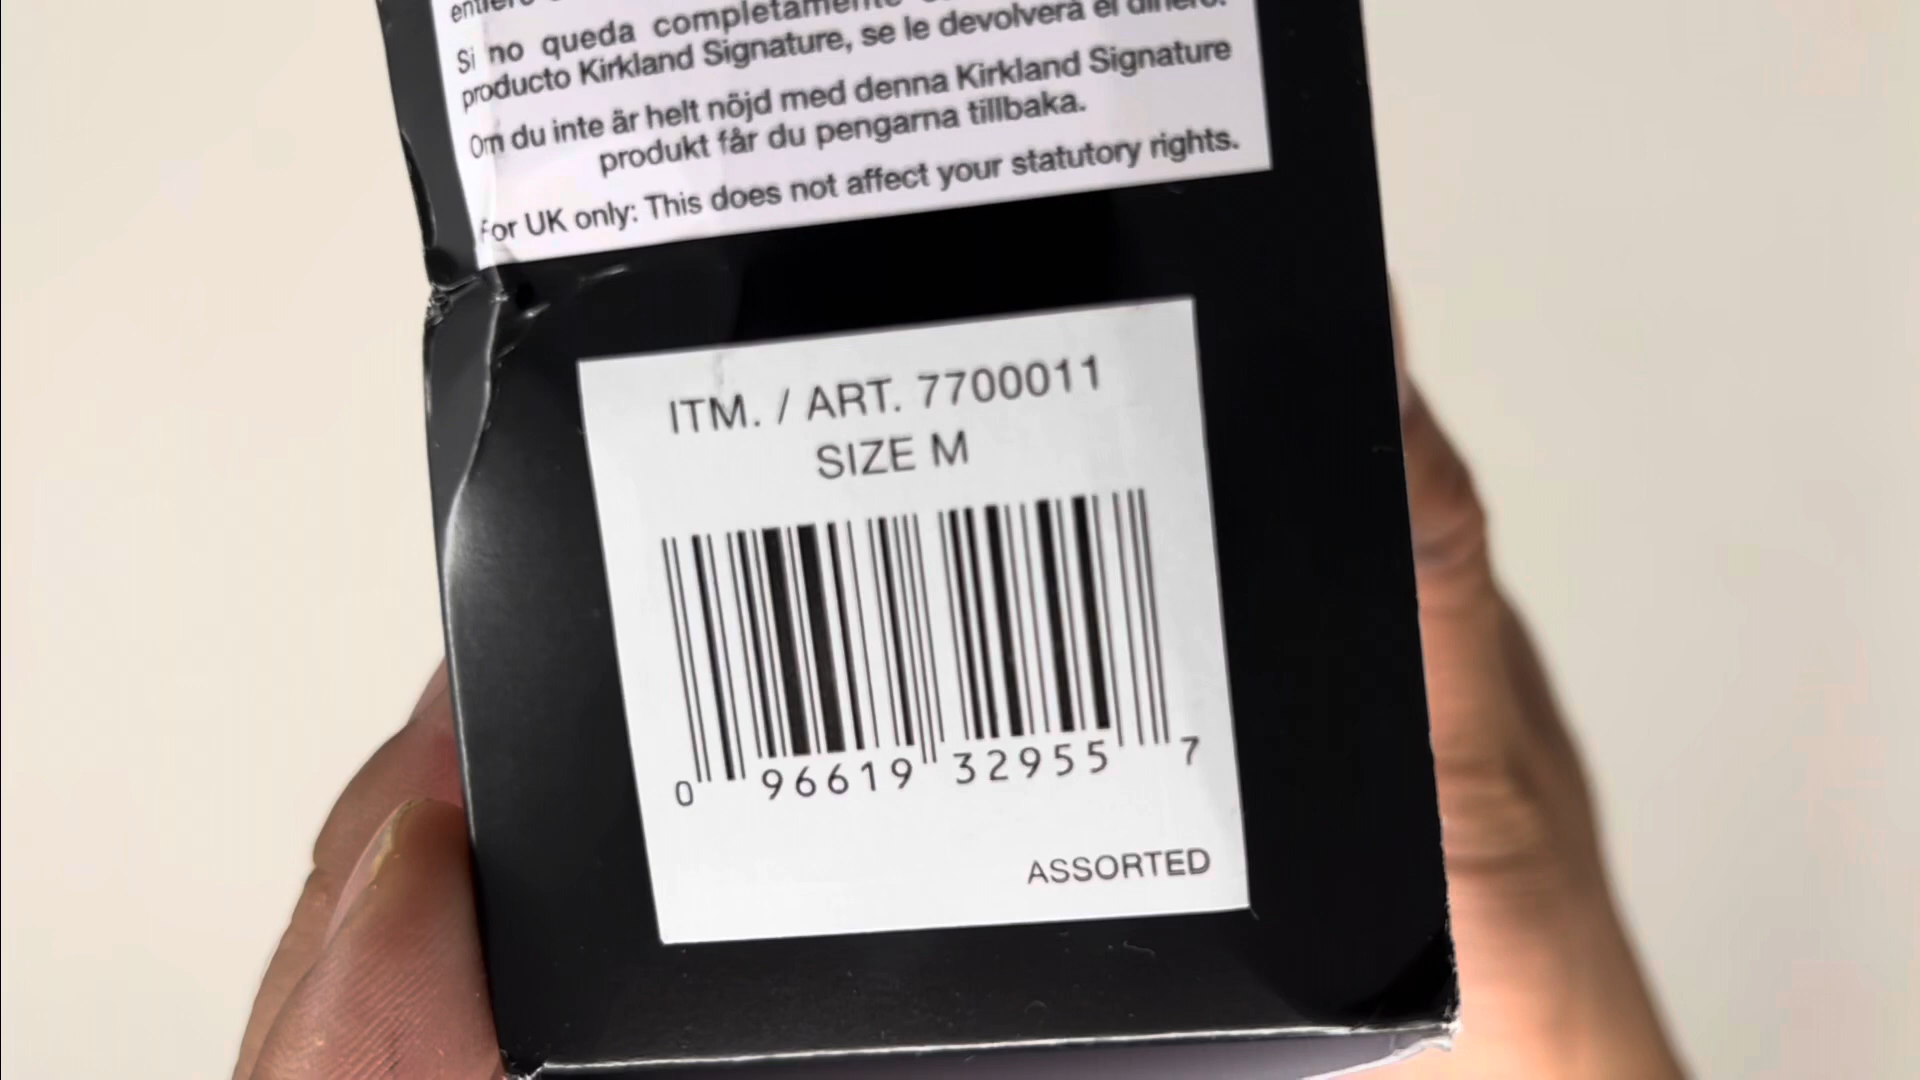 Si no queda completamente
producto Kirkland Signature, se le devolverá el dinero.
Om du inte är helt nöjd med denna Kirkland Signature
produkt får du pengarna tillbaka.
For UK only: This does not affect your statutory rights.
ITM. / ART. 7700011
SIZE M
0 96619 32955 7
ASSORTED